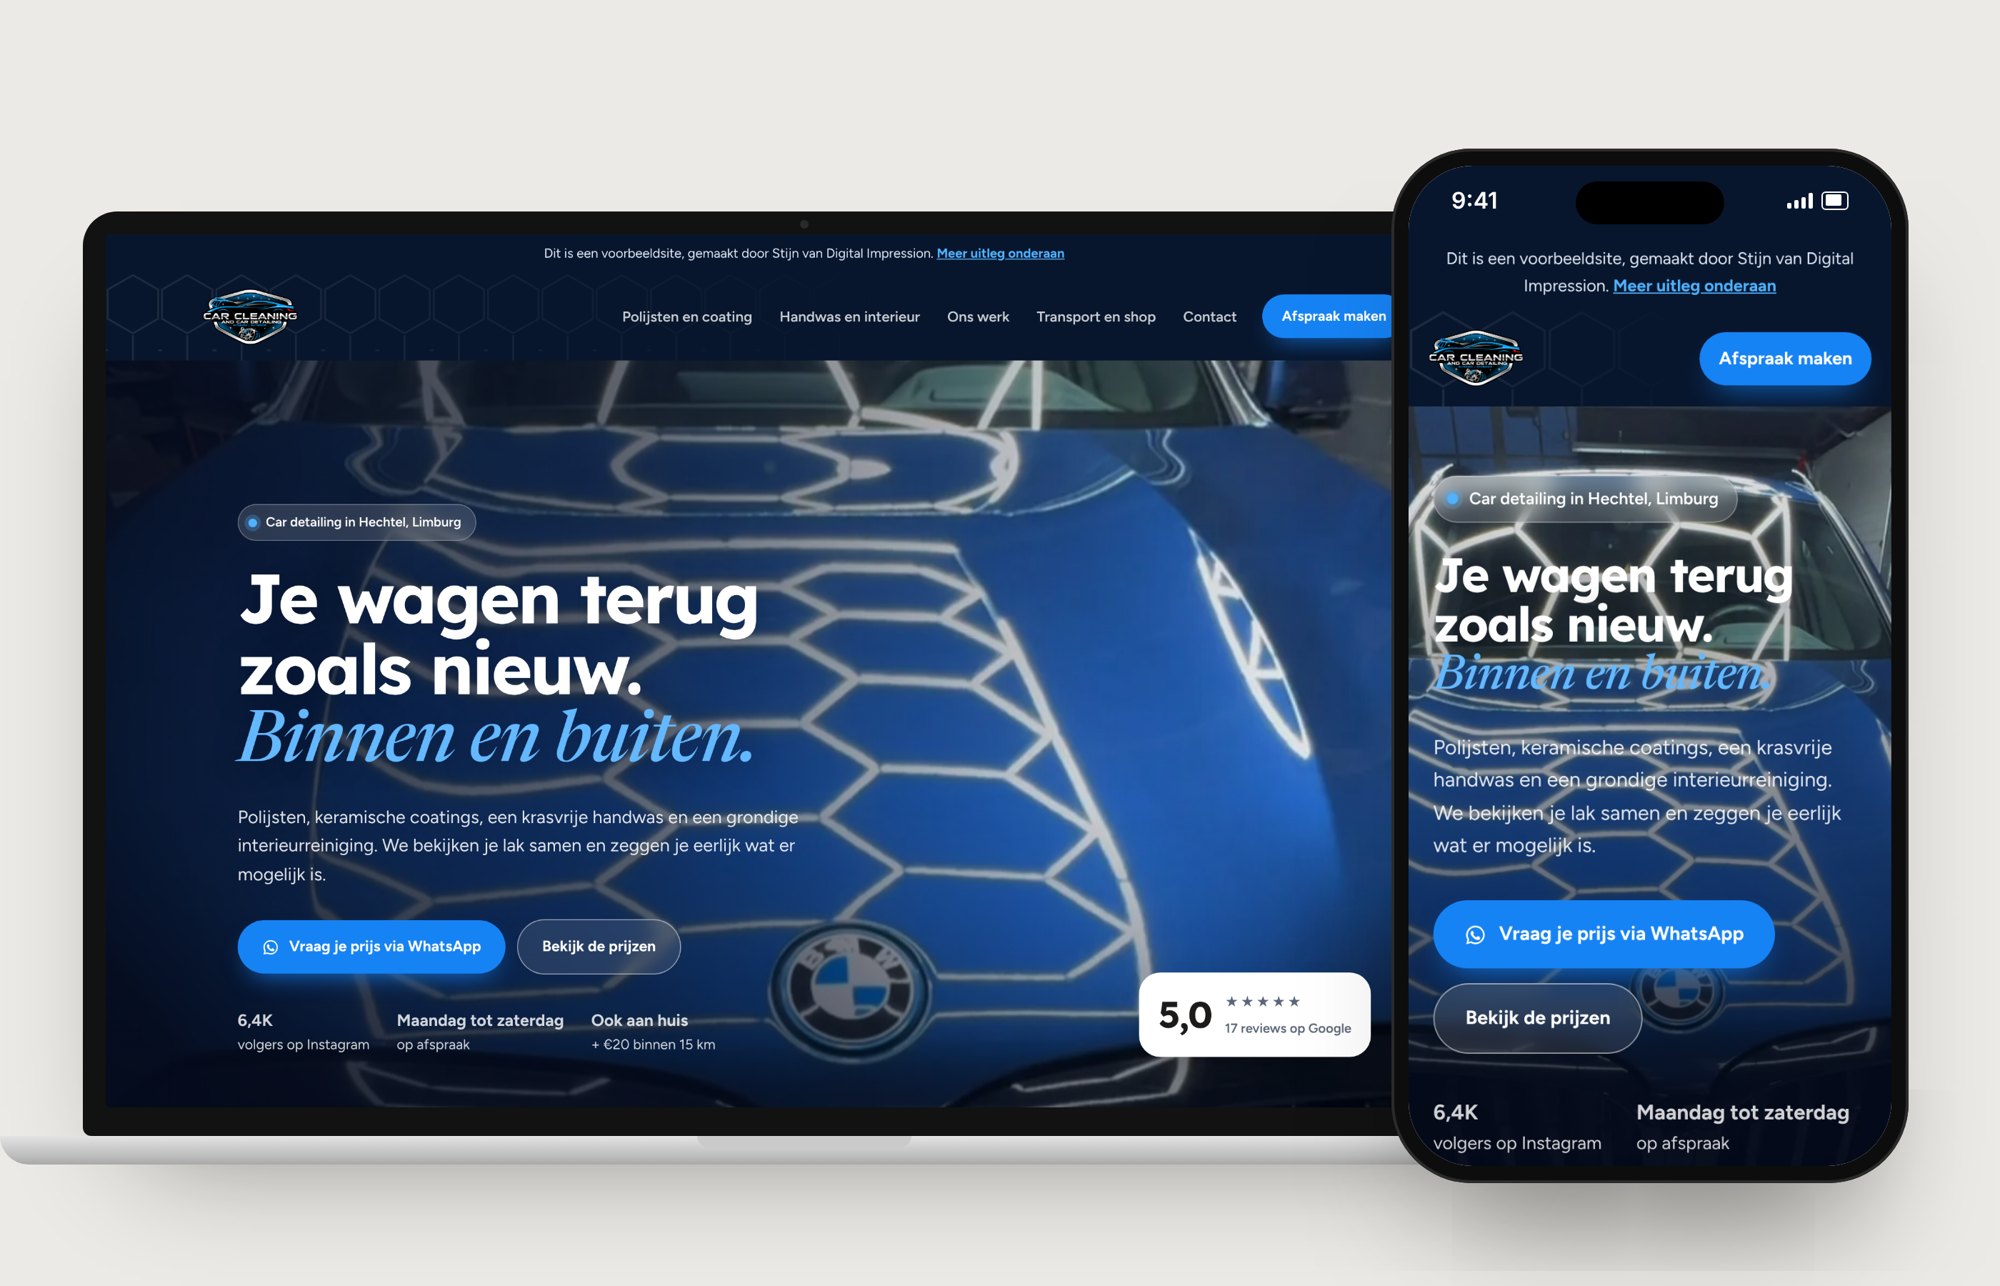 Dit is een voorbeeldsite, gemaakt door Stijn van Digital Impression. Meer uitleg onderaan
CAR CLEANING
AND CAR DETAILING
Polijsten en coating
Handwas en interieur
Ons werk
Transport en shop
Contact
Afspraak maken
Car detailing in Hechtel, Limburg
Je wagen terug
zoals nieuw.
Binnen en buiten.
Polijsten, keramische coatings, een krasvrije handwas en een grondige
interieurreiniging. We bekijken je lak samen en zeggen je eerlijk wat er
mogelijk is.
Vraag je prijs via WhatsApp
Bekijk de prijzen
6,4K
volgers op Instagram
Maandag tot zaterdag
op afspraak
Ook aan huis
+ €20 binnen 15 km
BMW
5,0
★★★★★
17 reviews op Google
9:41
Dit is een voorbeeldsite, gemaakt door Stijn van Digital
Impression. Meer uitleg onderaan
CAR CLEANING
AND CAR DETAILING
Afspraak maken
Car detailing in Hechtel, Limburg
Je wagen terug
zoals nieuw.
Binnen en buiten.
Polijsten, keramische coatings, een krasvrije
handwas en een grondige interieurreiniging.
We bekijken je lak samen en zeggen je eerlijk
wat er mogelijk is.
Vraag je prijs via WhatsApp
Bekijk de prijzen
6,4K
volgers op Instagram
Maandag tot zaterdag
op afspraak